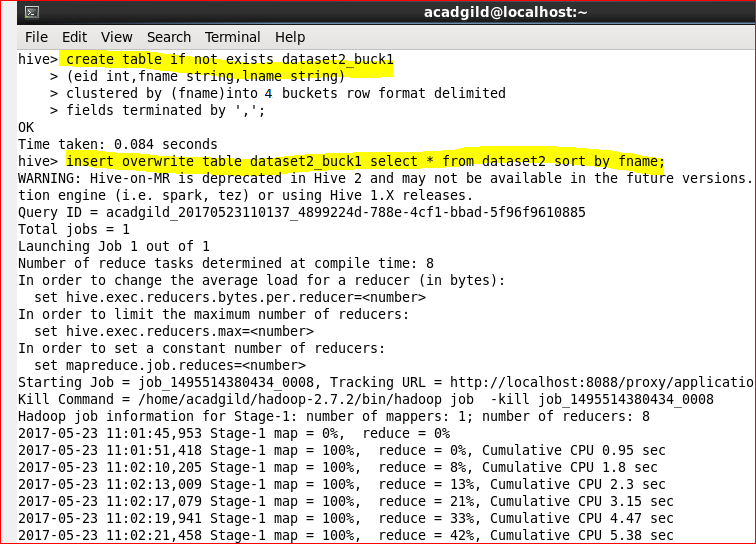 acadgild@localhost:~
File Edit View Search Terminal Help
hive> create table if not exists dataset2_buck1
    > (eid int,fname string,lname string)
    > clustered by (fname)into 4 buckets row format delimited
    > fields terminated by ',';
OK
Time taken: 0.084 seconds
hive> insert overwrite table dataset2_buck1 select * from dataset2 sort by fname;
WARNING: Hive-on-MR is deprecated in Hive 2 and may not be available in the future versions.
tion engine (i.e. spark, tez) or using Hive 1.X releases.
Query ID = acadgild_20170523110137_4899224d-788e-4cf1-bbad-5f96f9610885
Total jobs = 1
Launching Job 1 out of 1
Number of reduce tasks determined at compile time: 8
In order to change the average load for a reducer (in bytes):
  set hive.exec.reducers.bytes.per.reducer=<number>
In order to limit the maximum number of reducers:
  set hive.exec.reducers.max=<number>
In order to set a constant number of reducers:
  set mapreduce.job.reduces=<number>
Starting Job = job_1495514380434_0008, Tracking URL = http://localhost:8088/proxy/applicatio
Kill Command = /home/acadgild/hadoop-2.7.2/bin/hadoop job  -kill job_1495514380434_0008
Hadoop job information for Stage-1: number of mappers: 1; number of reducers: 8
2017-05-23 11:01:45,953 Stage-1 map = 0%,  reduce = 0%
2017-05-23 11:01:51,418 Stage-1 map = 100%,  reduce = 0%, Cumulative CPU 0.95 sec
2017-05-23 11:02:10,205 Stage-1 map = 100%,  reduce = 8%, Cumulative CPU 1.8 sec
2017-05-23 11:02:13,009 Stage-1 map = 100%,  reduce = 13%, Cumulative CPU 2.3 sec
2017-05-23 11:02:17,079 Stage-1 map = 100%,  reduce = 21%, Cumulative CPU 3.15 sec
2017-05-23 11:02:19,941 Stage-1 map = 100%,  reduce = 33%, Cumulative CPU 4.47 sec
2017-05-23 11:02:21,458 Stage-1 map = 100%,  reduce = 42%, Cumulative CPU 5.38 sec